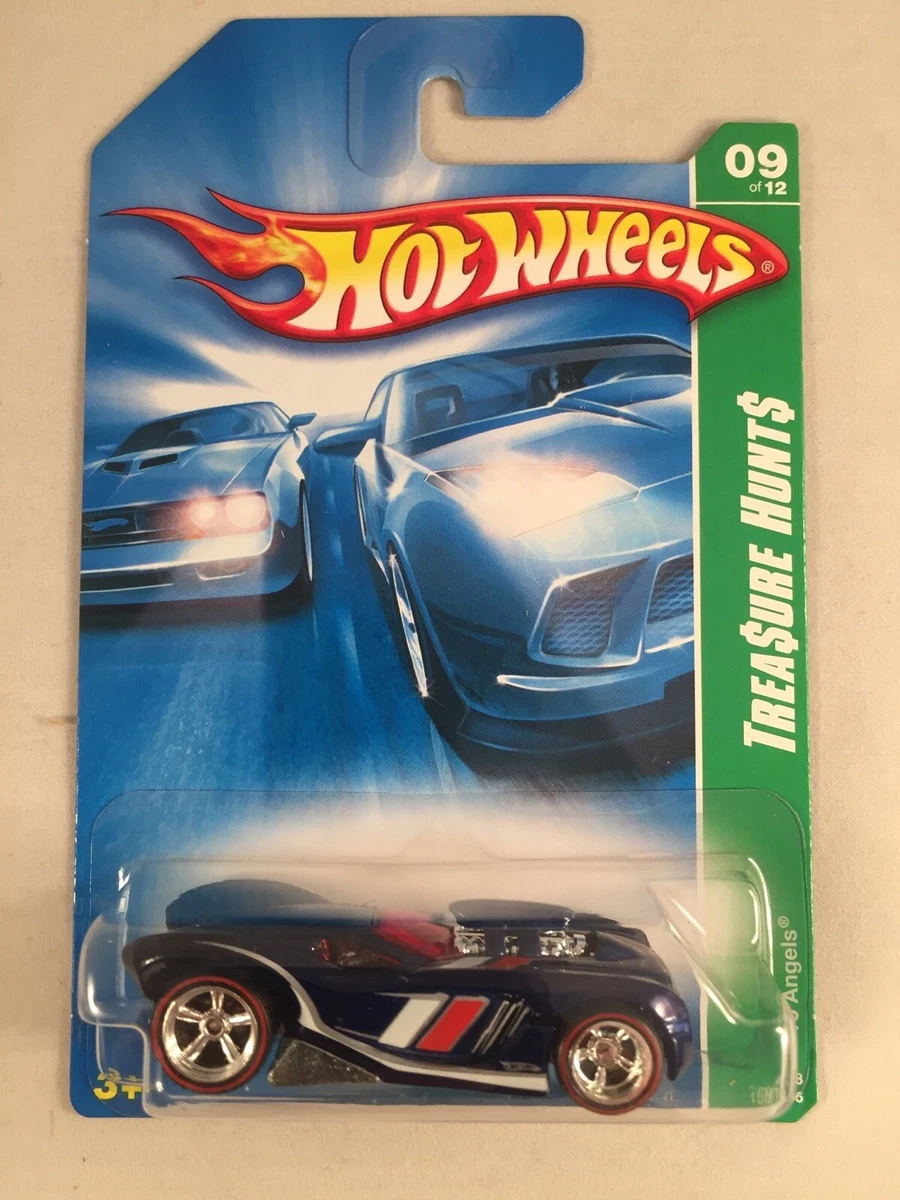 09
of 12
HOT WHEELS®
TREA$URE HUNT$
Angels®
3+